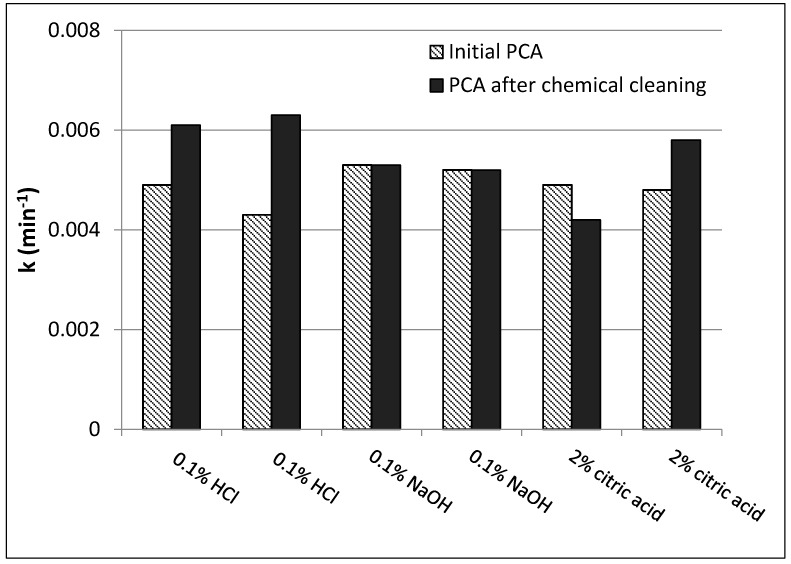 0.008
0.006
0.004
0.002
0
k (min⁻¹)
Initial PCA
PCA after chemical cleaning
0.1% HCl
0.1% HCl
0.1% NaOH
0.1% NaOH
2% citric acid
2% citric acid